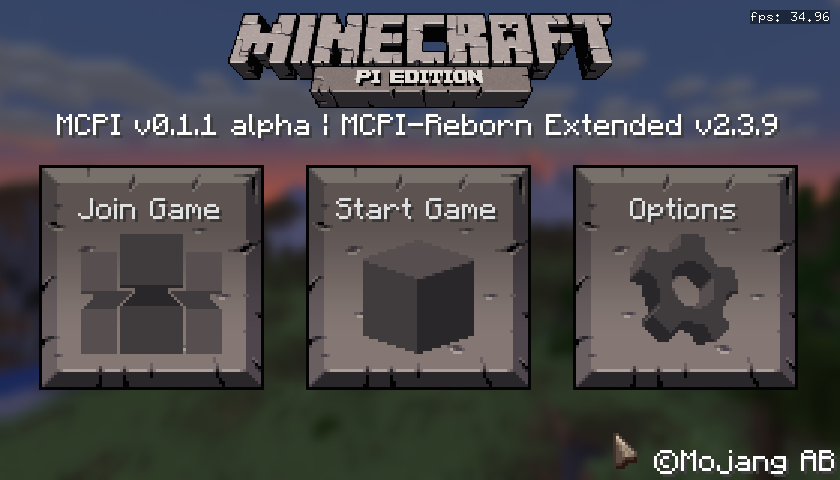 fps: 34.96
MINECRAFT
PI EDITION
MCPI v0.1.1 alpha | MCPI-Reborn Extended v2.3.9
Join Game
Start Game
Options
©Mojang AB